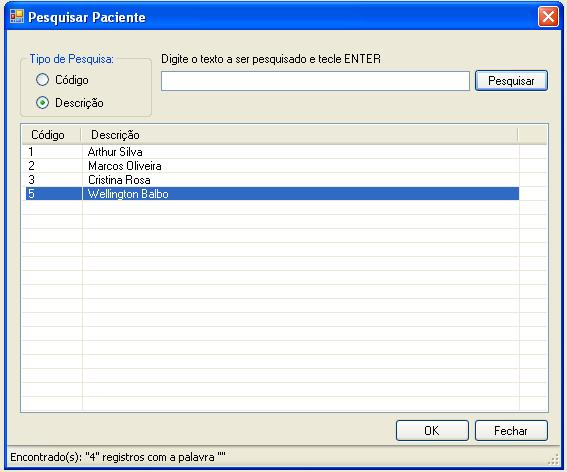 Pesquisar Paciente
Tipo de Pesquisa:
Digite o texto a ser pesquisado e tecle ENTER
Código
Pesquisar
Descrição
Código Descrição
1 Arthur Silva
2 Marcos Oliveira
3 Cristina Rosa
5 Wellington Balbo
OK Fechar
Encontrado(s): "4" registros com a palavra ""